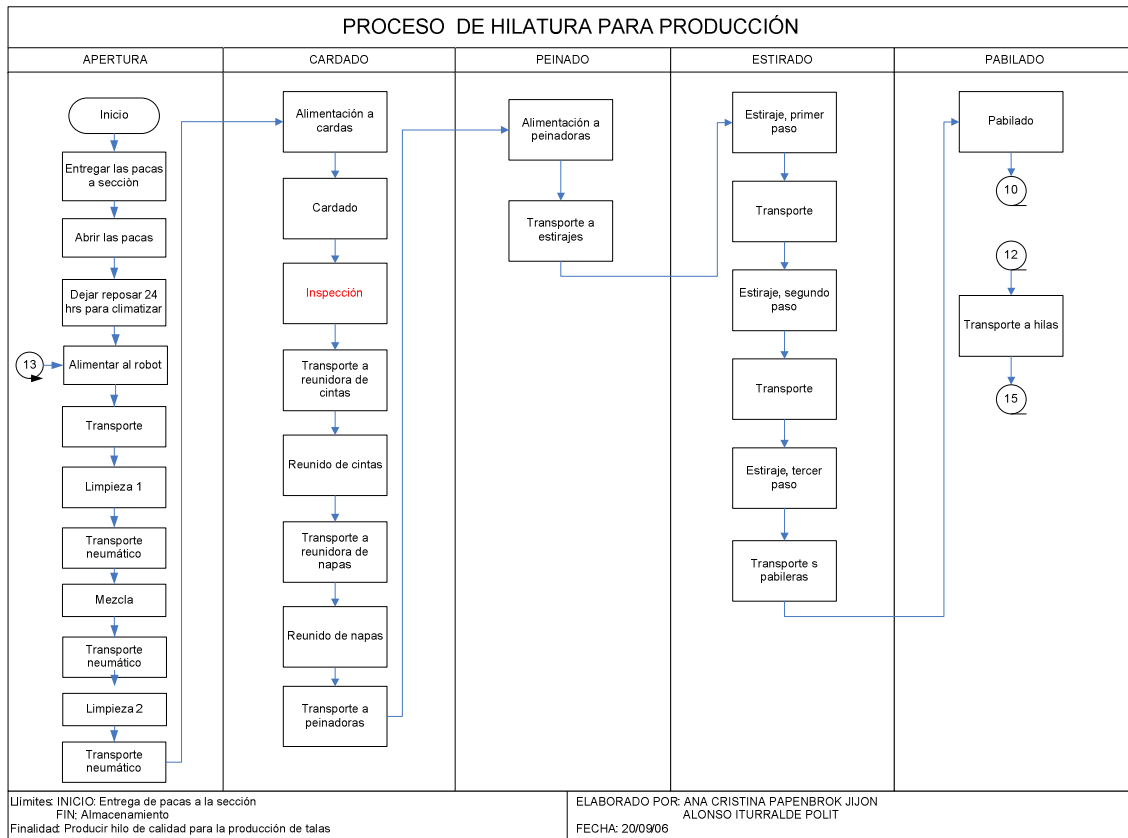 PROCESO DE HILATURA PARA PRODUCCIÓN
APERTURA
CARDADO
PEINADO
ESTIRADO
PABILADO
Inicio
Entregar las pacas
a sección
Abrir las pacas
Dejar reposar 24
hrs para climatizar
13
Alimentar al robot
Transporte
Limpieza 1
Transporte
neumático
Mezcla
Transporte
neumático
Limpieza 2
Transporte
neumático
Alimentación a
cardas
Cardado
Inspección
Transporte a
reunidora de
cintas
Reunido de cintas
Transporte a
reunidora de
napas
Reunido de napas
Transporte a
peinadoras
Alimentación a
peinadoras
Transporte a
estirajes
Estiraje, primer
paso
Transporte
Estiraje, segundo
paso
Transporte
Estiraje, tercer
paso
Transporte s
pabileras
Pabilado
10
12
Transporte a hilas
15
LÍímites: INICIO: Entrega de pacas a la sección
FIN; Almacenamiento
Finalidad: Producir hilo de calidad para la producción de talas
ELABORADO POR: ANA CRISTINA PAPENBROK JIJON
ALONSO ITURRALDE POLIT
FECHA: 20/09/06